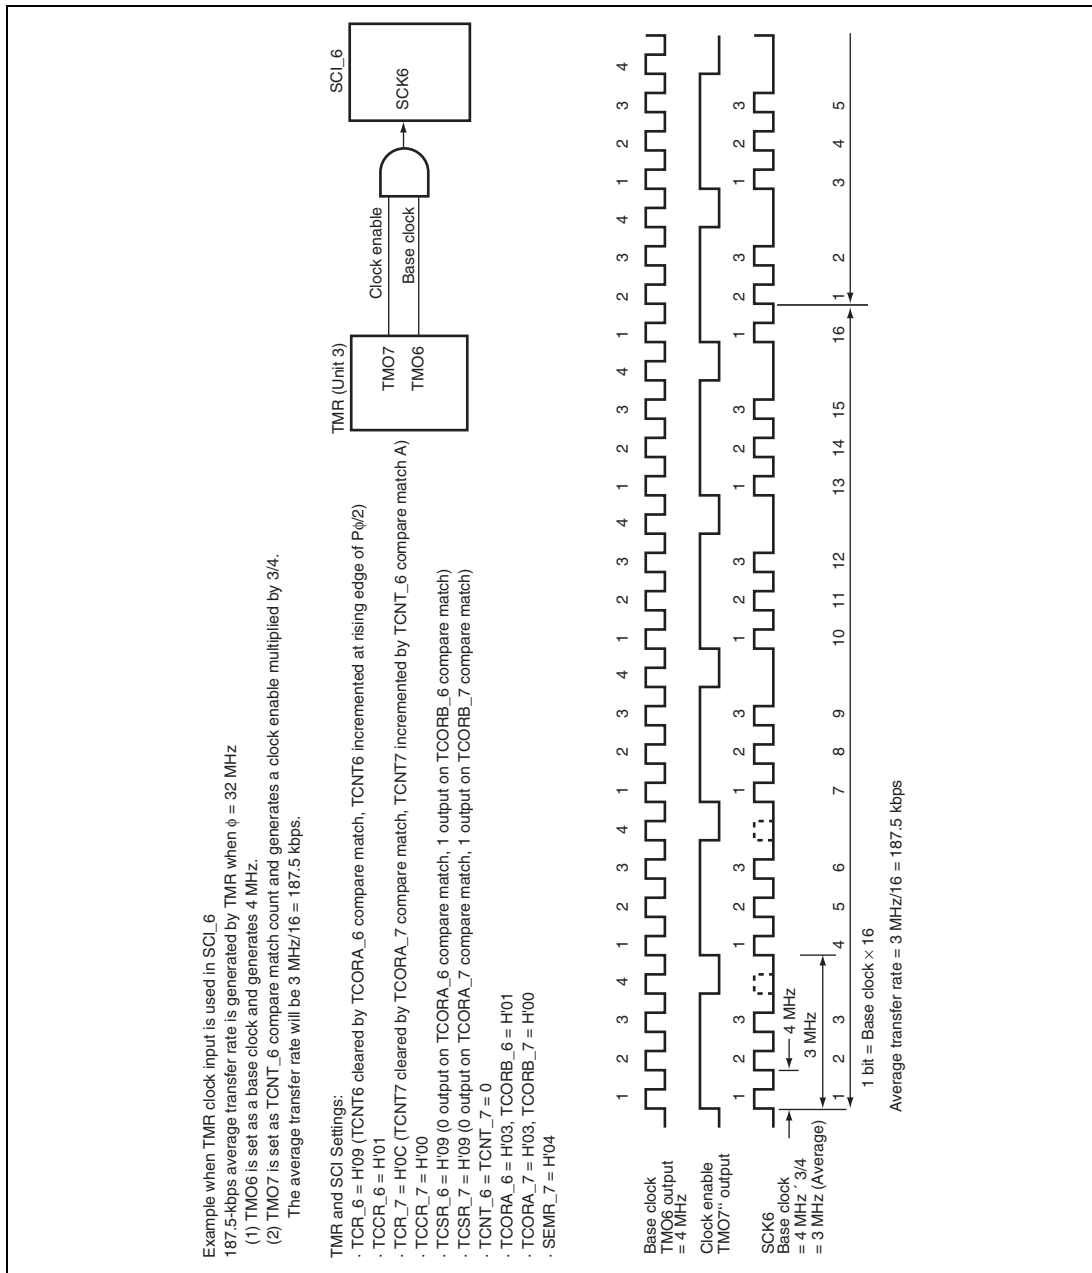 Example when TMR clock input is used in SCI_6
187.5-kbps average transfer rate is generated by TMR when ϕ = 32 MHz
(1) TMO6 is set as a base clock and generates 4 MHz.
(2) TMO7 is set as TCNT_6 compare match count and generates a clock enable multiplied by 3/4.
The average transfer rate will be 3 MHz/16 = 187.5 kbps.
TMR and SCI Settings:
· TCR_6 = H'09 (TCNT6 cleared by TCORA_6 compare match, TCNT6 incremented at rising edge of Pϕ/2)
· TCCR_6 = H'01
· TCR_7 = H'0C (TCNT7 cleared by TCORA_7 compare match, TCNT7 incremented by TCNT_6 compare match A)
· TCCR_7 = H'00
· TCSR_6 = H'09 (0 output on TCORA_6 compare match, 1 output on TCORB_6 compare match)
· TCSR_7 = H'09 (0 output on TCORA_7 compare match, 1 output on TCORB_7 compare match)
· TCNT_6 = TCNT_7 = 0
· TCORA_6 = H'03, TCORB_6 = H'01
· TCORA_7 = H'03, TCORB_7 = H'00
· SEMR_7 = H'04
TMR (Unit 3)
TMO7
TMO6
Clock enable
Base clock
SCI_6
SCK6
Base clock
TMO6 output
= 4 MHz
1 2 3 4 1 2 3 4 1 2 3 4 1 2 3 4 1 2 3 4 1 2 3 4 1 2 3 4
Clock enable
TMO7“ output
SCK6
Base clock
= 4 MHz ´ 3/4
= 3 MHz (Average)
1 2 3 1 2 3 1 2 3 1 2 3 1 2 3 1 2 3 1 2 3
4 MHz
3 MHz
1 2 3 4 5 6 7 8 9 10 11 12 13 14 15 16 1 2 3 4 5
1 bit = Base clock × 16
Average transfer rate = 3 MHz/16 = 187.5 kbps